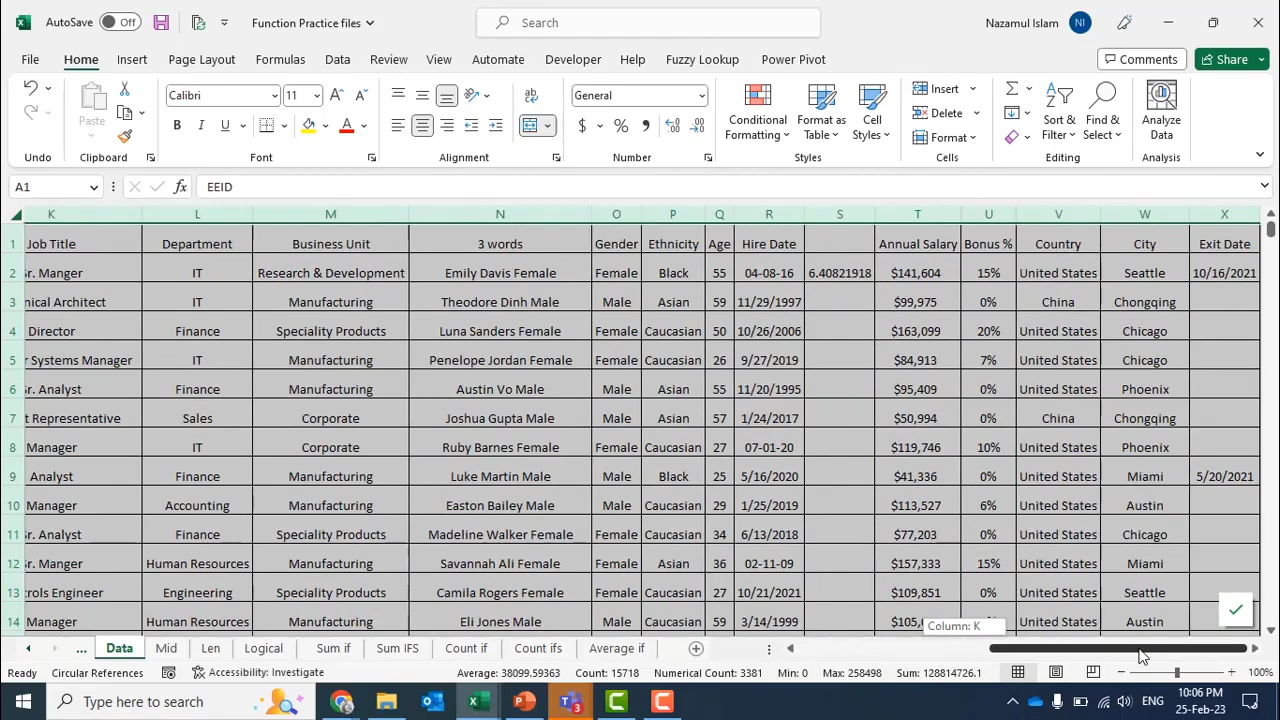 AutoSave Off Function Practice files Search Nazamul Islam NI
File Home Insert Page Layout Formulas Data Review View Automate Developer Help Fuzzy Lookup Power Pivot Comments Share
Paste Calibri 11 General Conditional Formatting Format as Table Cell Styles Insert Delete Format Sort & Filter Find & Select Analyze Data
Undo Clipboard Font Alignment Number Styles Cells Editing Analysis
A1 fx EEID
K L M N O P Q R S T U V W X
1 Job Title Department Business Unit 3 words Gender Ethnicity Age Hire Date Annual Salary Bonus % Country City Exit Date
2 Sr. Manger IT Research & Development Emily Davis Female Female Black 55 04-08-16 6.40821918 $141,604 15% United States Seattle 10/16/2021
3 nical Architect IT Manufacturing Theodore Dinh Male Male Asian 59 11/29/1997 $99,975 0% China Chongqing
4 Director Finance Speciality Products Luna Sanders Female Female Caucasian 50 10/26/2006 $163,099 20% United States Chicago
5 r Systems Manager IT Manufacturing Penelope Jordan Female Female Caucasian 26 9/27/2019 $84,913 7% United States Chicago
6 Sr. Analyst Finance Manufacturing Austin Vo Male Male Asian 55 11/20/1995 $95,409 0% United States Phoenix
7 t Representative Sales Corporate Joshua Gupta Male Male Asian 57 1/24/2017 $50,994 0% China Chongqing
8 Manager IT Corporate Ruby Barnes Female Female Caucasian 27 07-01-20 $119,746 10% United States Phoenix
9 Analyst Finance Manufacturing Luke Martin Male Male Black 25 5/16/2020 $41,336 0% United States Miami 5/20/2021
10 Manager Accounting Manufacturing Easton Bailey Male Male Caucasian 29 1/25/2019 $113,527 6% United States Austin
11 Sr. Analyst Finance Speciality Products Madeline Walker Female Female Caucasian 34 6/13/2018 $77,203 0% United States Chicago
12 Sr. Manger Human Resources Manufacturing Savannah Ali Female Female Asian 36 02-11-09 $157,333 15% United States Miami
13 rols Engineer Engineering Speciality Products Camila Rogers Female Female Caucasian 27 10/21/2021 $109,851 0% United States Seattle
14 Manager Human Resources Manufacturing Eli Jones Male Male Caucasian 59 3/14/1999 $105, United States Austin
Column: K
... Data Mid Len Logical Sum if Sum IFS Count if Count ifs Average if
Ready Circular References Accessibility: Investigate Average: 38099.59363 Count: 15718 Numerical Count: 3381 Min: 0 Max: 258498 Sum: 128814726.1 100%
Type here to search ENG 10:06 PM
25-Feb-23